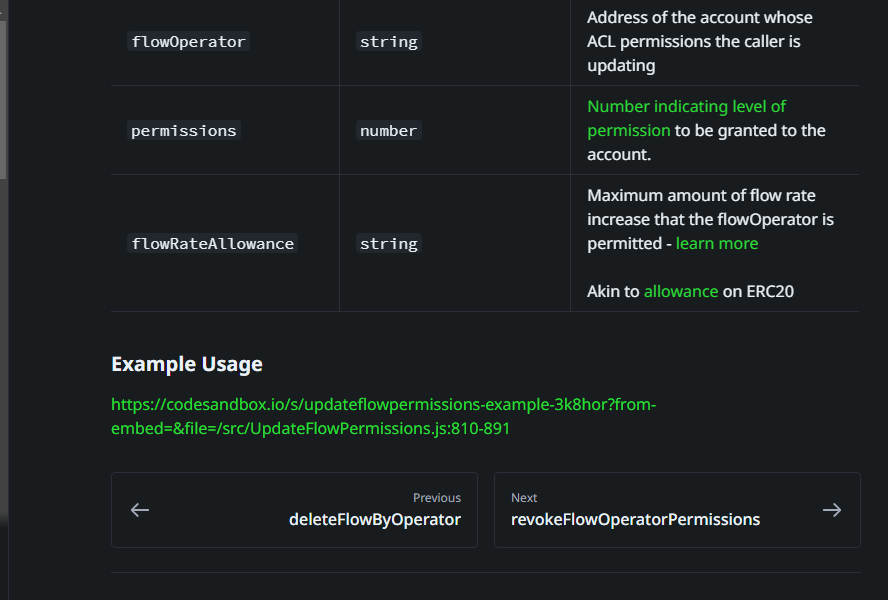 flowOperator
string
Address of the account whose
ACL permissions the caller is
updating
permissions
number
Number indicating level of
permission to be granted to the
account.
flowRateAllowance
string
Maximum amount of flow rate
increase that the flowOperator is
permitted - learn more
Akin to allowance on ERC20
Example Usage
https://codesandbox.io/s/updateflowpermissions-example-3k8hor?from-
embed=&file=/src/UpdateFlowPermissions.js:810-891
Previous
deleteFlowByOperator
Next
revokeFlowOperatorPermissions